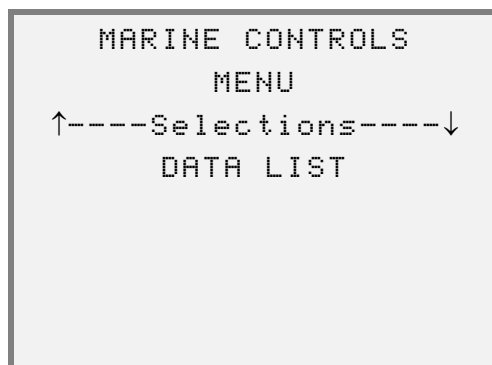 MARINE CONTROLS
MENU
↑----Selections----↓
DATA LIST